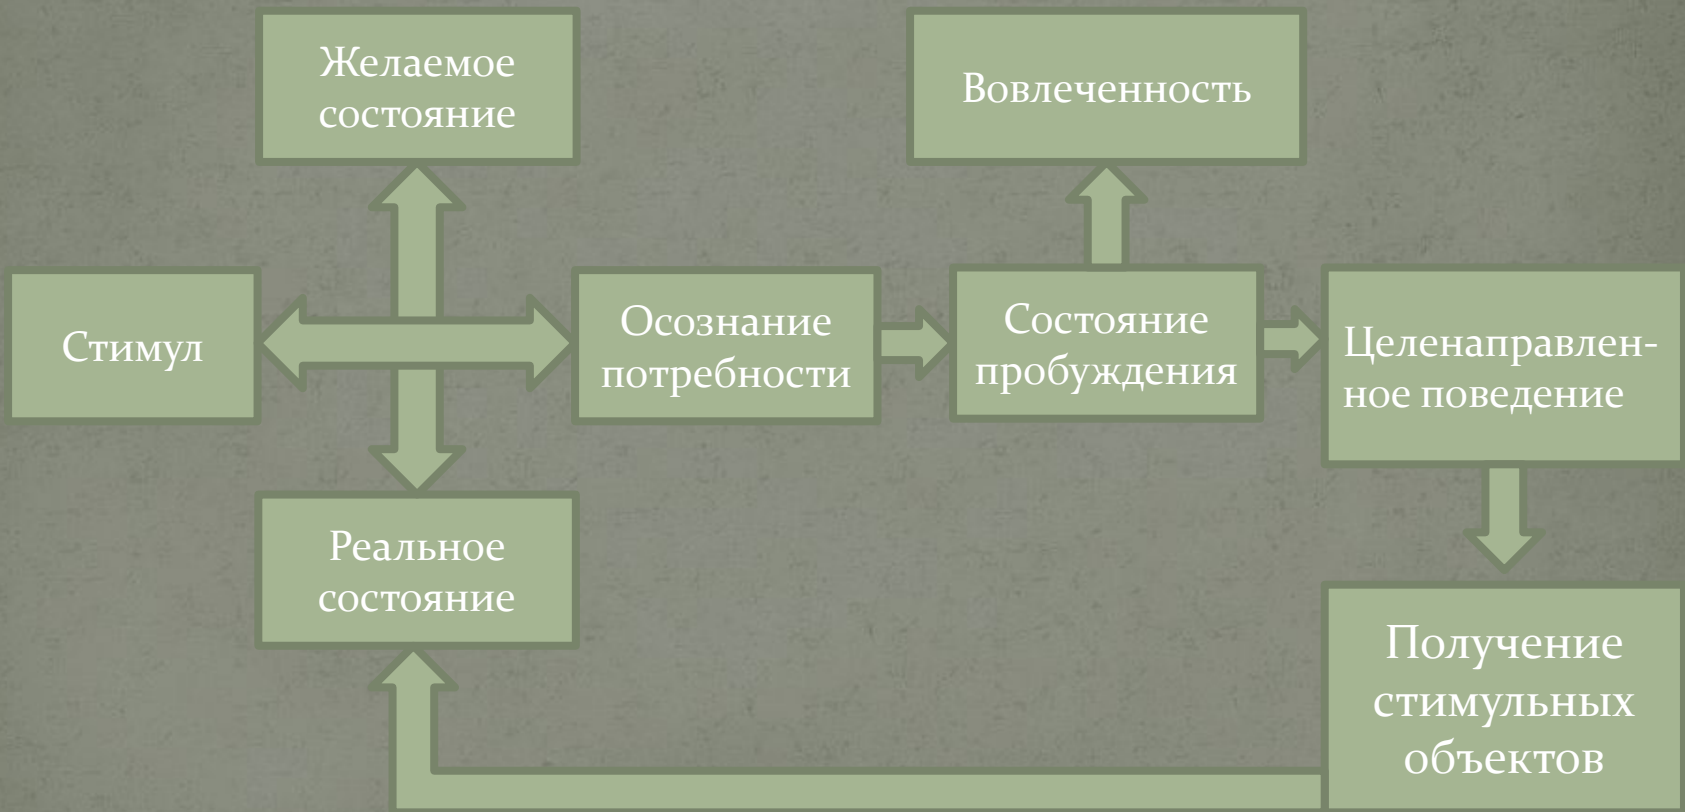 Желаемое
состояние
Вовлеченность
Стимул
Осознание
потребности
Состояние
пробуждения
Целенаправлен-
ное поведение
Реальное
состояние
Получение
стимульных
объектов